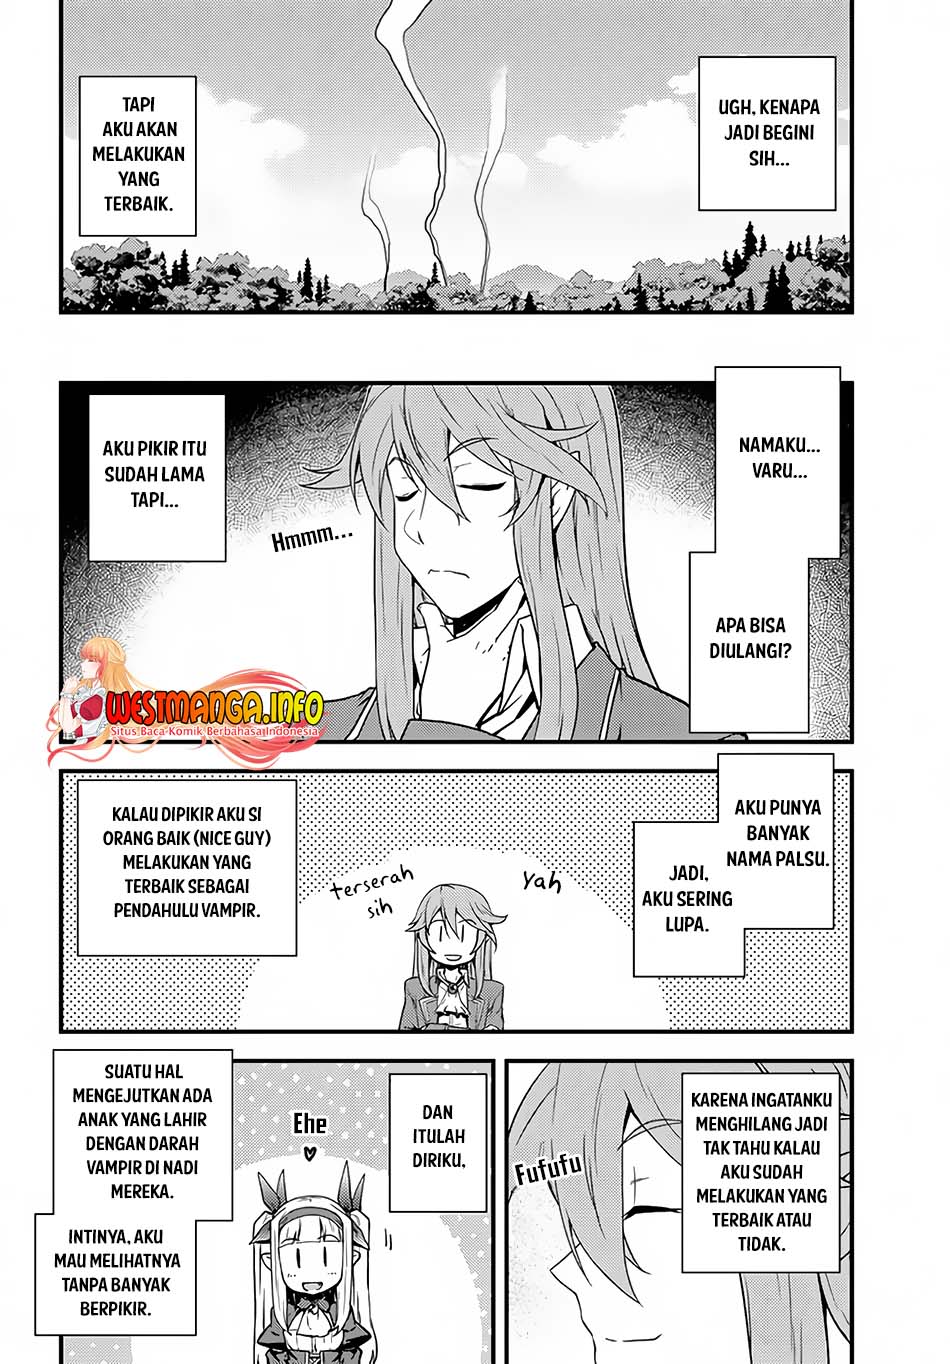 UGH, KENAPA
JADI BEGINI
SIH...
TAPI
AKU AKAN
MELAKUKAN
YANG
TERBAIK.
NAMAKU...
VARU...
APA BISA
DIULANGI?
AKU PIKIR ITU
SUDAH LAMA
TAPI...
Hmmm...
WESTMANGA.INFO
Situs Baca Komik Berbahasa Indonesia
AKU PUNYA
BANYAK
NAMA PALSU.
JADI,
AKU SERING
LUPA.
Yah
terserah
sih
KALAU DIPIKIR AKU SI
ORANG BAIK (NICE GUY)
MELAKUKAN YANG
TERBAIK SEBAGAI
PENDAHULU VAMPIR.
KARENA INGATANKU
MENGHILANG JADI
TAK TAHU KALAU
AKU SUDAH
MELAKUKAN YANG
TERBAIK ATAU
TIDAK.
Fufufu
DAN
ITULAH
DIRIKU,
Ehe
SUATU HAL
MENGEJUTKAN ADA
ANAK YANG LAHIR
DENGAN DARAH
VAMPIR DI NADI
MEREKA.
INTINYA, AKU
MAU MELIHATNYA
TANPA BANYAK
BERPIKIR.